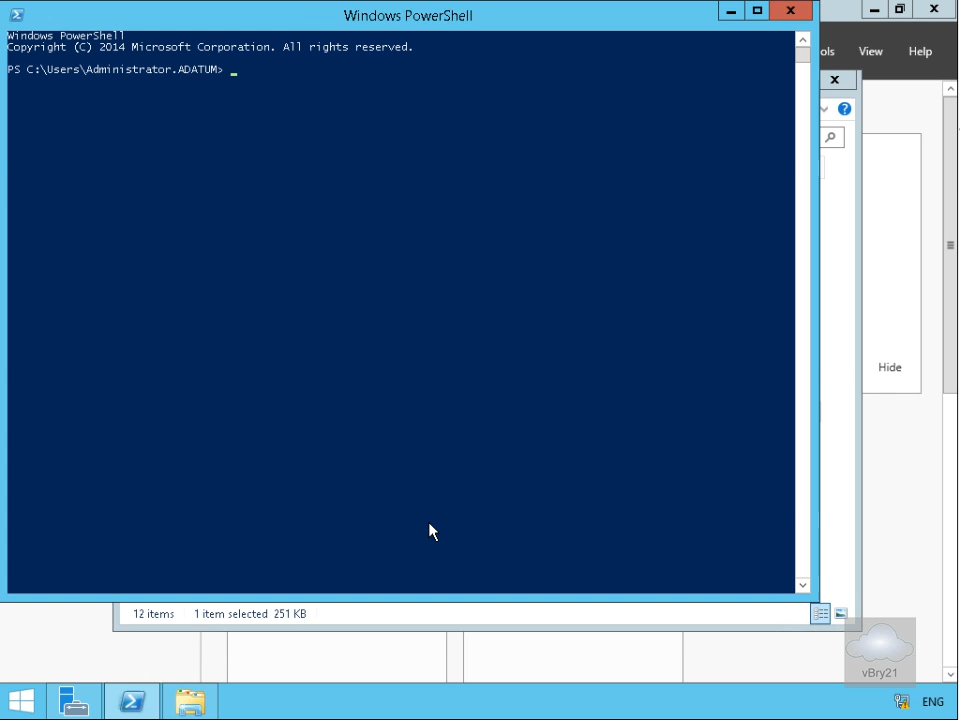 Windows PowerShell
Windows PowerShell
Copyright (C) 2014 Microsoft Corporation. All rights reserved.
PS C:\Users\Administrator.ADATUM> _
ols View Help
Hide
12 items 1 item selected 251 KB
vBry21
ENG